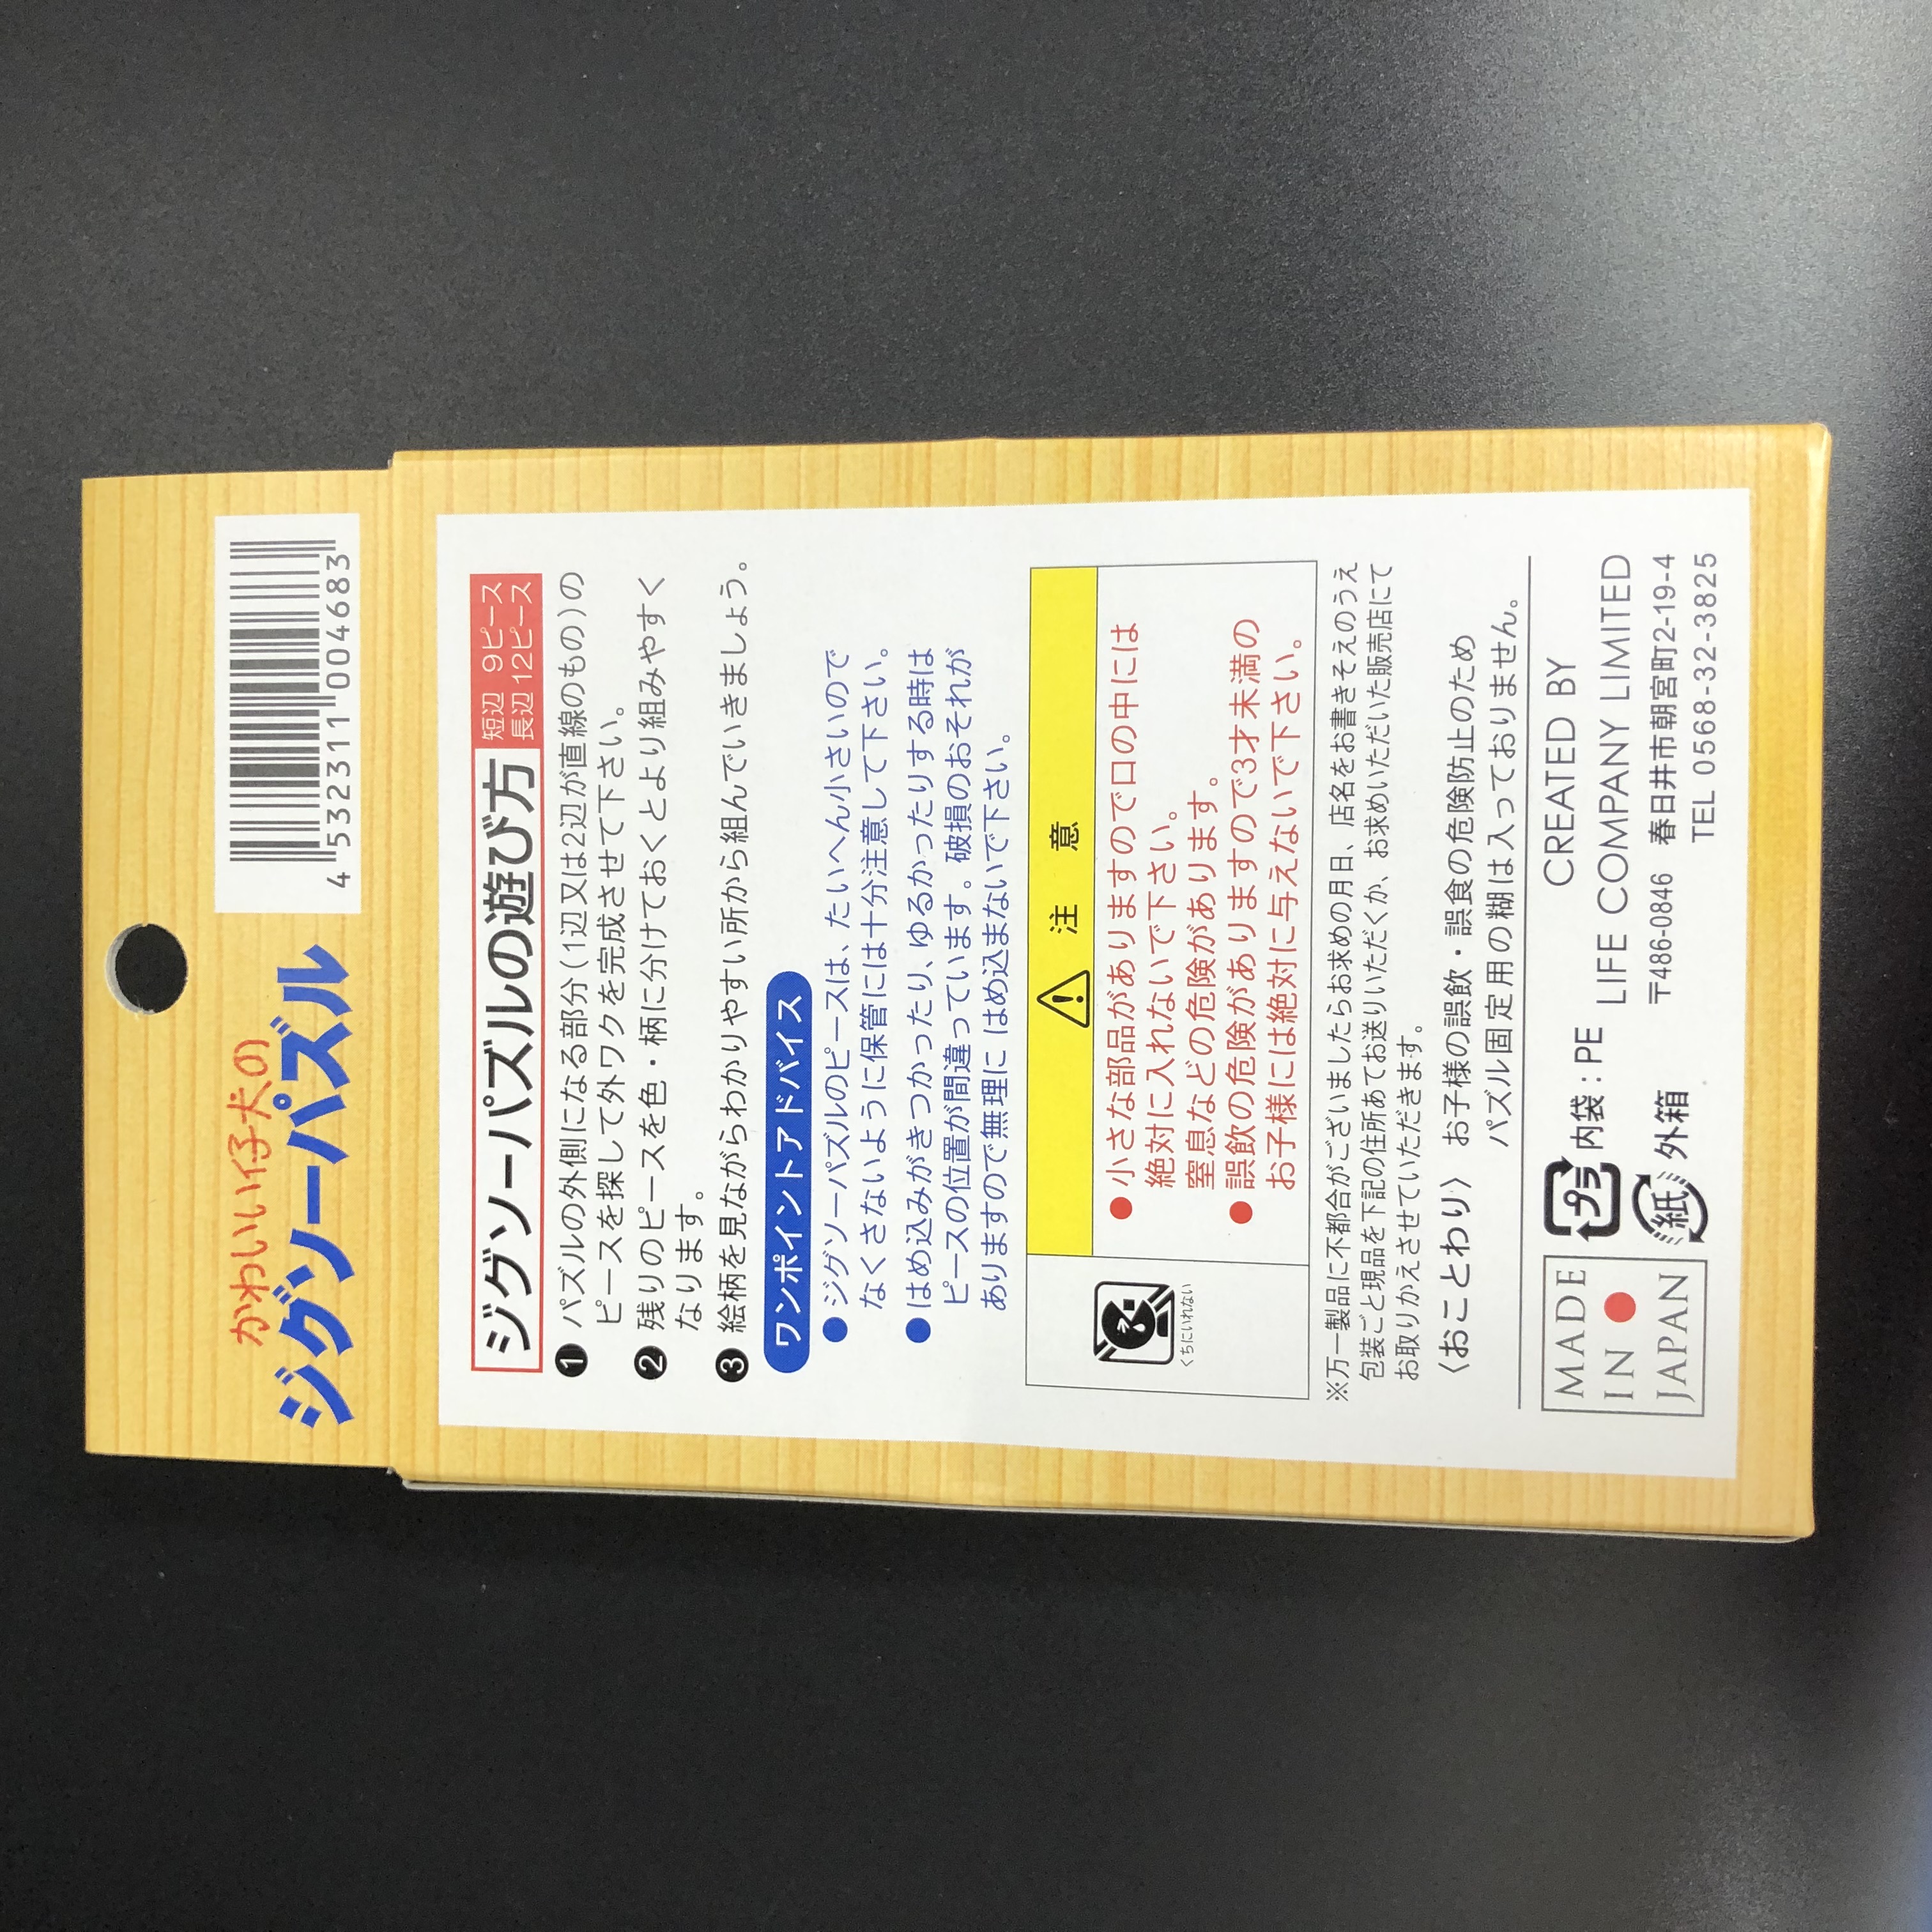 かわいい仔犬の
ジグソーパズル
4 532311 004683
ジグソーパズルの遊び方
短辺 9ピース
長辺 12ピース
❶ パズルの外側になる部分(1辺又は2辺が直線のもの)の
ピースを探して外ワクを完成させて下さい。
❷ 残りのピースを色・柄に分けておくとより組みやすく
なります。
❸ 絵柄を見ながらわかりやすい所から組んでいきましょう。
ワンポイントアドバイス
● ジグソーパズルのピースは、たいへん小さいので
なくさないように保管には十分注意して下さい。
● はめ込みがきつかったり、ゆるかったりする時は
ピースの位置が間違っています。破損のおそれが
ありますので無理にはめ込まないで下さい。
くちにいれない
⚠ 注 意
● 小さな部品がありますので口の中には
絶対に入れないで下さい。
窒息などの危険があります。
● 誤飲の危険がありますので3才未満の
お子様には絶対に与えないで下さい。
※万一製品に不都合がございましたらお求めの月日、店名をお書きそえのうえ
包装ごと現品を下記の住所あてお送りいただくか、お求めいただいた販売店にて
お取りかえさせていただきます。
〈おことわり〉 お子様の誤飲・誤食の危険防止のため
パズル固定用の糊は入っておりません。
MADE
IN
JAPAN
プラ 内袋:PE
紙 外箱
CREATED BY
LIFE COMPANY LIMITED
〒486-0846 春日井市朝宮町2-19-4
TEL 0568-32-3825